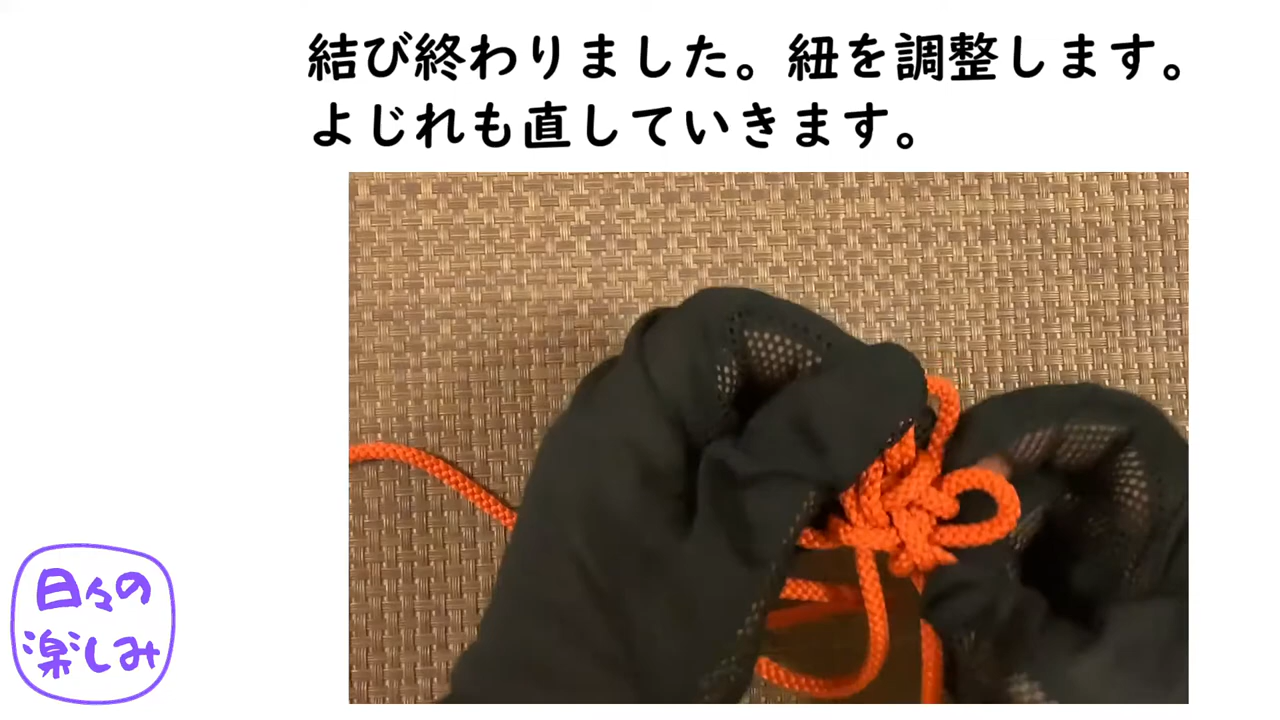 結び終わりました。紐を調整します。
よじれも直していきます。
日々の
楽しみ